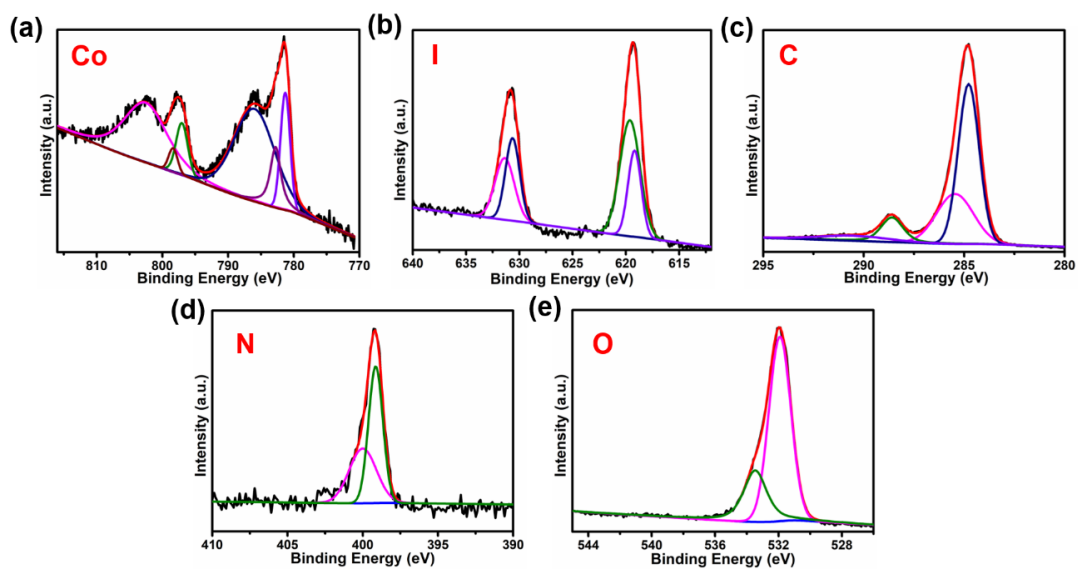 (a)
Co
Intensity (a.u.)
810 800 790 780 770
Binding Energy (eV)
(b)
I
Intensity (a.u.)
640 635 630 625 620 615
Binding Energy (eV)
(c)
C
Intensity (a.u.)
295 290 285 280
Binding Energy (eV)
(d)
N
Intensity (a.u.)
410 405 400 395 390
Binding Energy (eV)
(e)
O
Intensity (a.u.)
544 540 536 532 528
Binding Energy (eV)